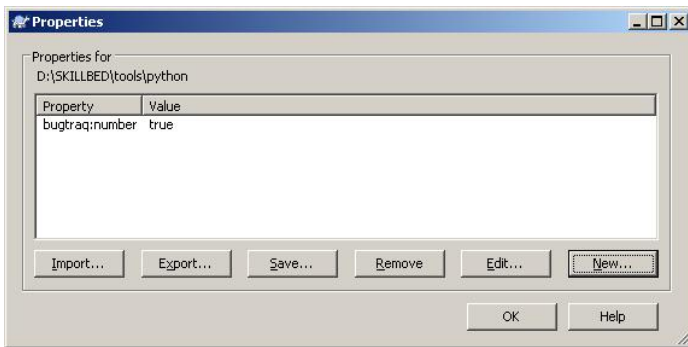 Properties
Properties for
D:\SKILLBED\tools\python
Property Value
bugtraq:number true
Import... Export... Save... Remove Edit... New...
OK Help